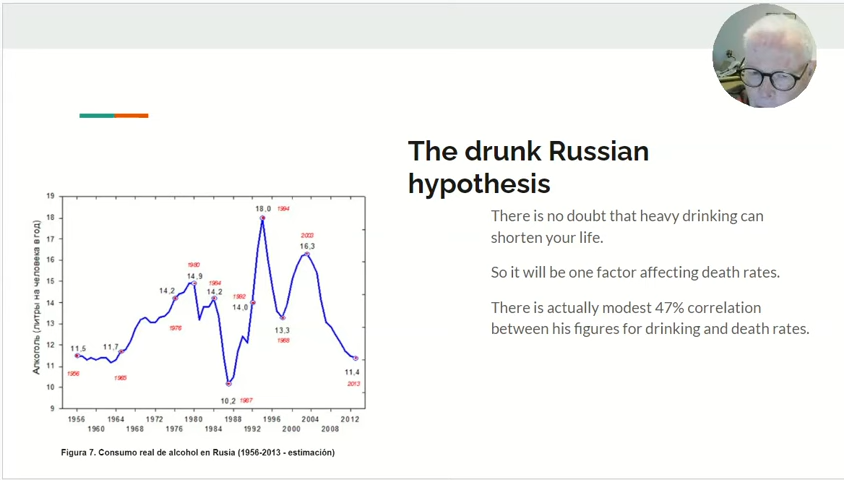 The drunk Russian
hypothesis
There is no doubt that heavy drinking can
shorten your life.
So it will be one factor affecting death rates.
There is actually modest 47% correlation
between his figures for drinking and death rates.
Алкоголь (литры на человека в год)
19
18
17
16
15
14
13
12
11
10
9
11,5
1956
11,7
1965
14,2
1976
1980
14,9
1984
14,2
10,2 1987
1992
14,0
18,0 1994
13,3
1998
2003
16,3
11,4
2013
1956 1964 1972 1980 1988 1996 2004 2012
1960 1968 1976 1984 1992 2000 2008
Figura 7. Consumo real de alcohol en Rusia (1956-2013 - estimación)